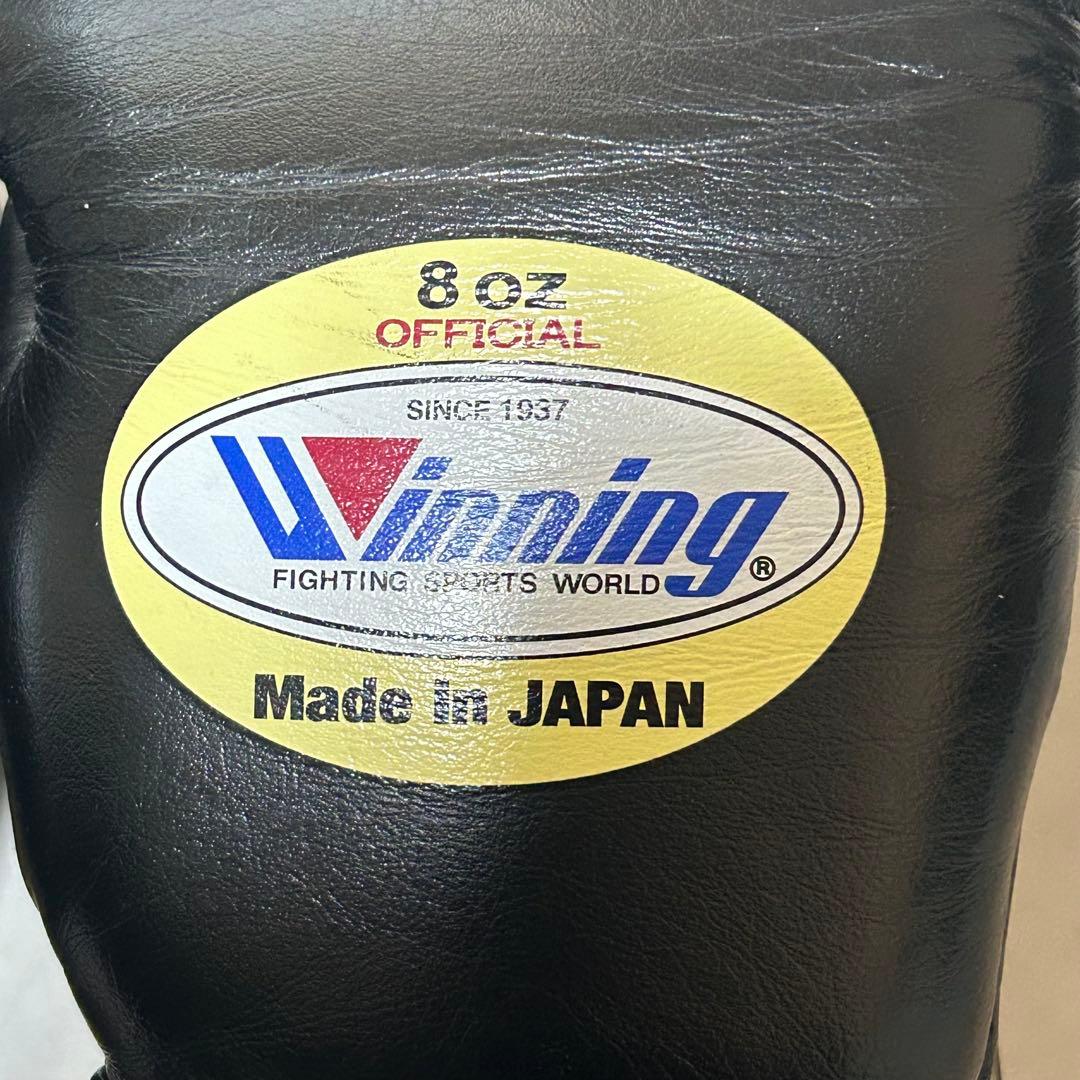 8 OZ
OFFICIAL
SINCE 1937
Winning
®
FIGHTING SPORTS WORLD
Made in JAPAN